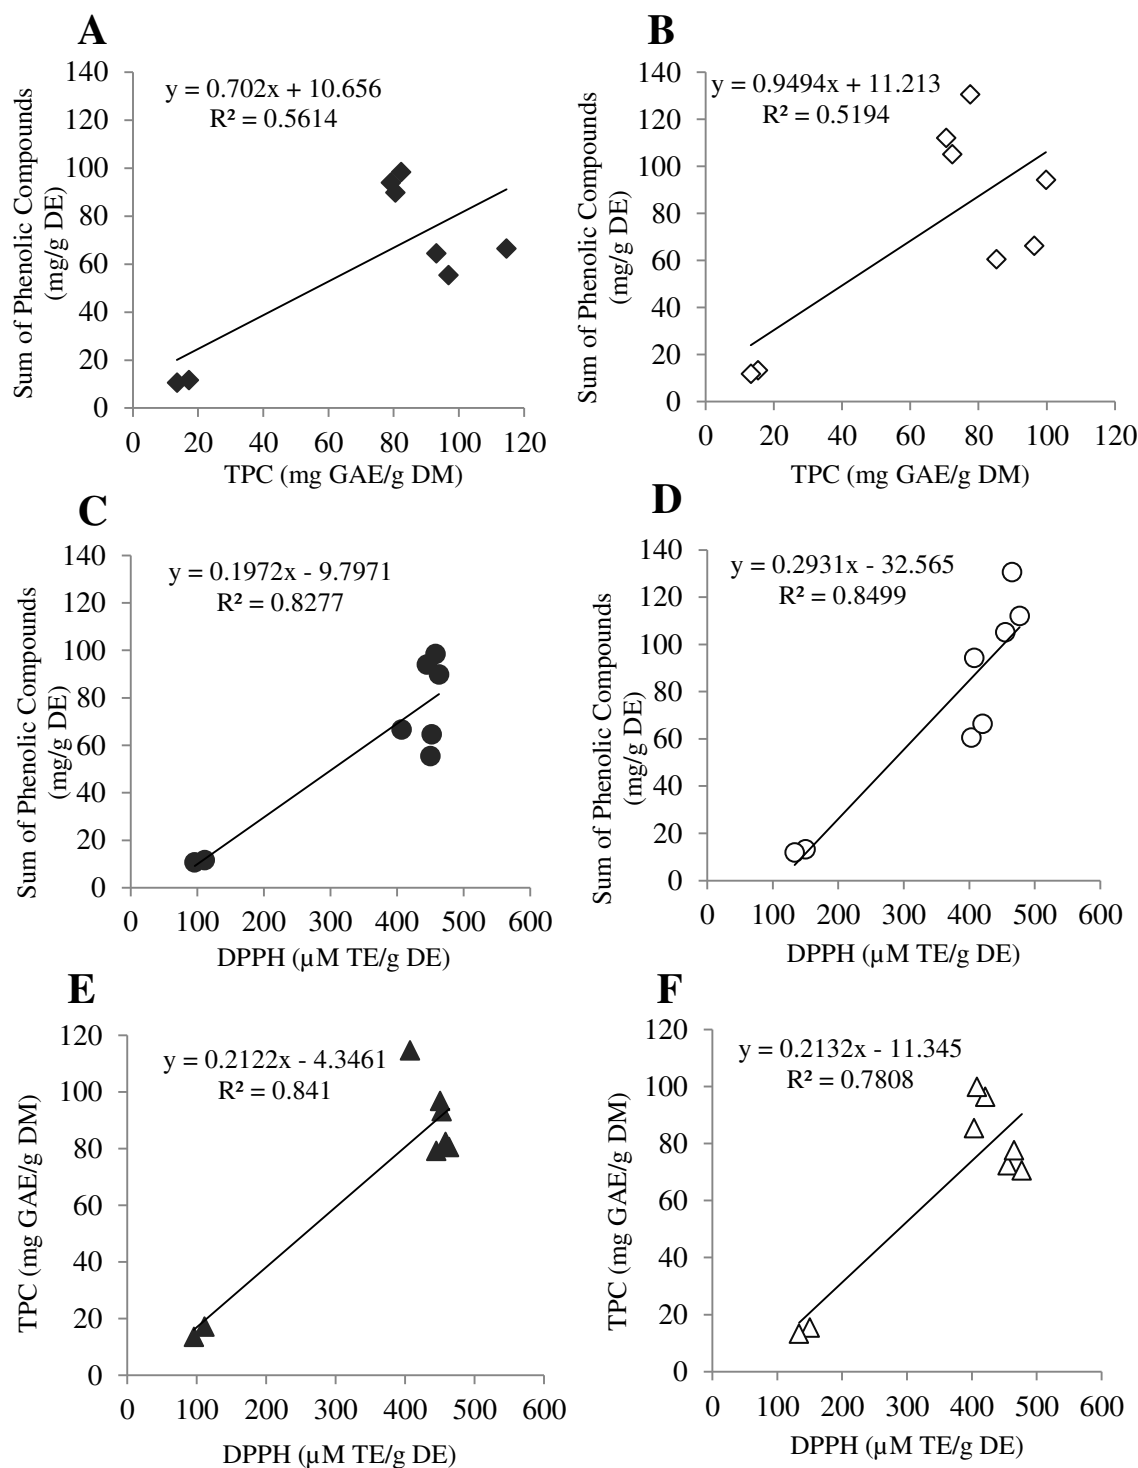 A
Sum of Phenolic Compounds
(mg/g DE)
140
120
100
80
60
40
20
0
y = 0.702x + 10.656
R² = 0.5614
0 20 40 60 80 100 120
TPC (mg GAE/g DM)
B
Sum of Phenolic Compounds
(mg/g DE)
140
120
100
80
60
40
20
0
y = 0.9494x + 11.213
R² = 0.5194
0 20 40 60 80 100 120
TPC (mg GAE/g DM)
C
Sum of Phenolic Compounds
(mg/g DE)
140
120
100
80
60
40
20
0
y = 0.1972x - 9.7971
R² = 0.8277
0 100 200 300 400 500 600
DPPH (µM TE/g DE)
D
Sum of Phenolic Compounds
(mg/g DE)
140
120
100
80
60
40
20
0
y = 0.2931x - 32.565
R² = 0.8499
0 100 200 300 400 500 600
DPPH (µM TE/g DE)
E
TPC (mg GAE/g DM)
120
100
80
60
40
20
0
y = 0.2122x - 4.3461
R² = 0.841
0 100 200 300 400 500 600
DPPH (µM TE/g DE)
F
TPC (mg GAE/g DM)
120
100
80
60
40
20
0
y = 0.2132x - 11.345
R² = 0.7808
0 100 200 300 400 500 600
DPPH (µM TE/g DE)